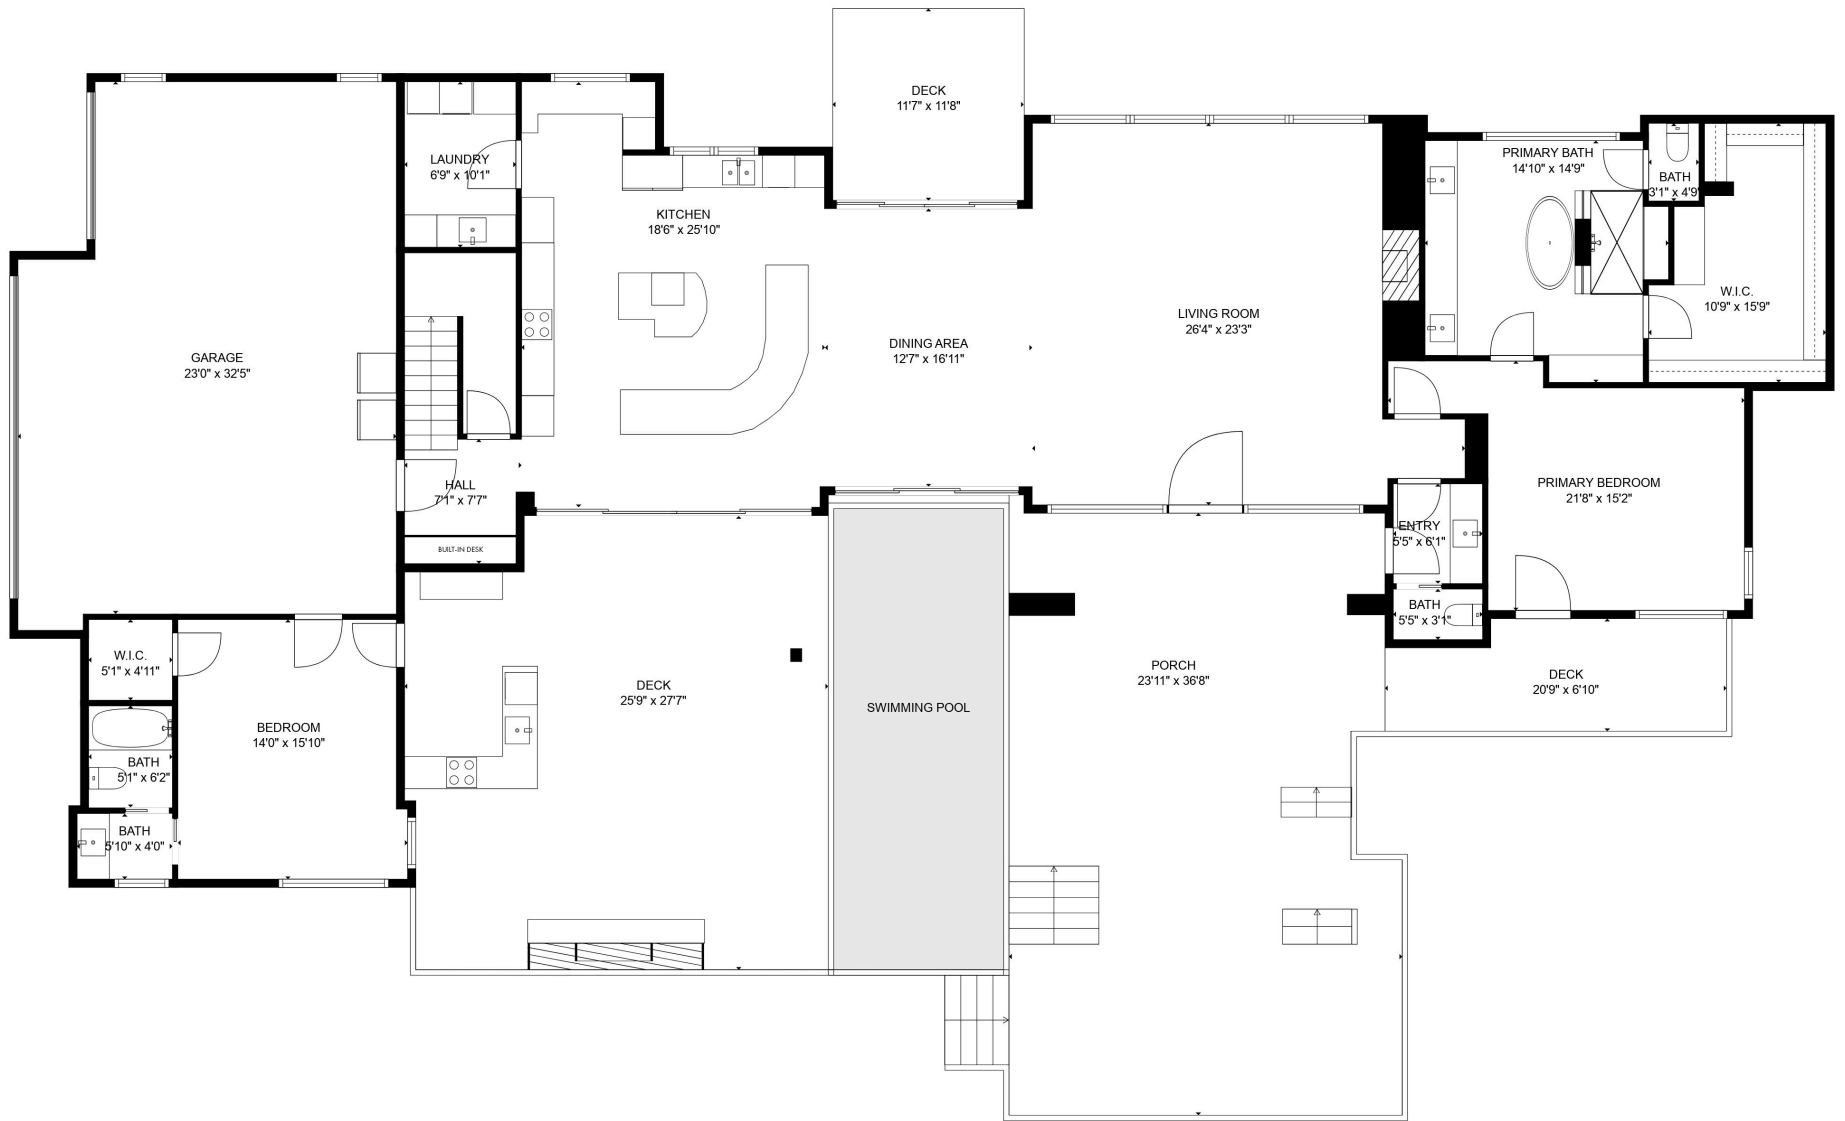 DECK
11'7" x 11'8"
LAUNDRY
6'9" x 10'1"
PRIMARY BATH
14'10" x 14'9"
BATH
3'1" x 4'9"
KITCHEN
18'6" x 25'10"
W.I.C.
10'9" x 15'9"
LIVING ROOM
26'4" x 23'3"
DINING AREA
12'7" x 16'11"
GARAGE
23'0" x 32'5"
HALL
7'1" x 7'7"
PRIMARY BEDROOM
21'8" x 15'2"
ENTRY
5'5" x 6'1"
BUILT-IN DESK
BATH
5'5" x 3'1"
W.I.C.
5'1" x 4'11"
PORCH
23'11" x 36'8"
DECK
20'9" x 6'10"
DECK
25'9" x 27'7"
SWIMMING POOL
BEDROOM
14'0" x 15'10"
BATH
5'1" x 6'2"
BATH
5'10" x 4'0"